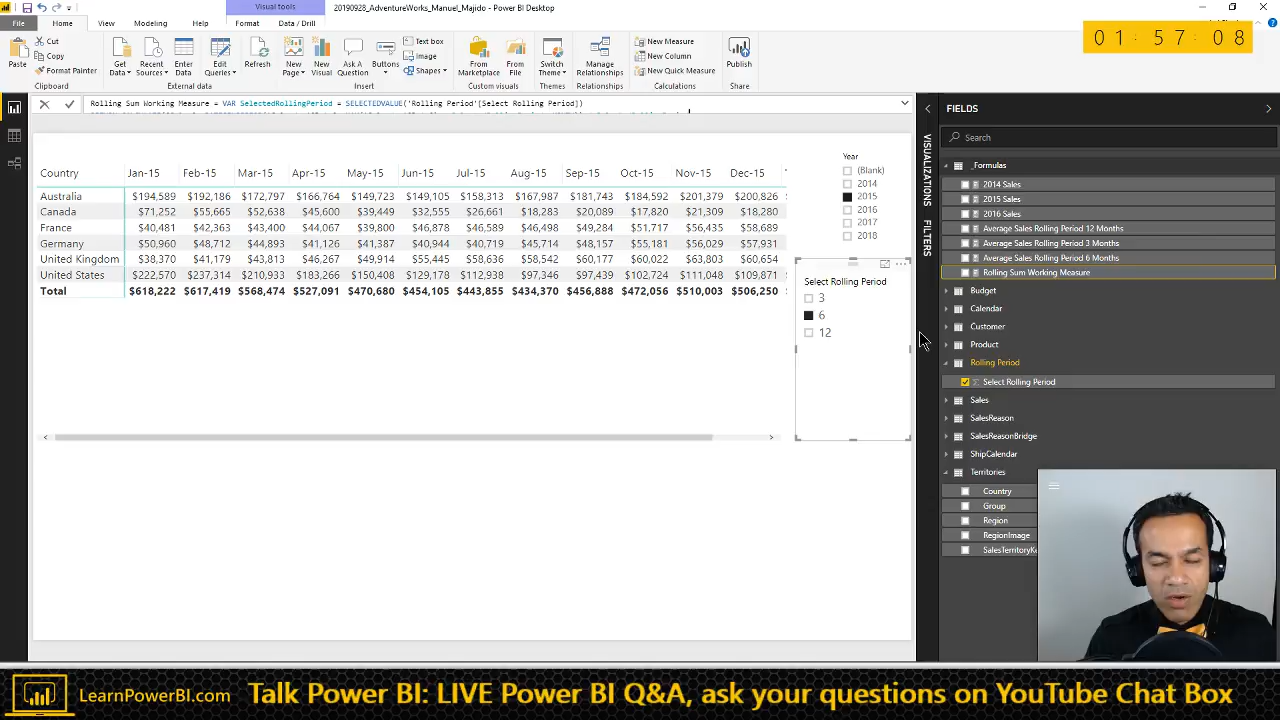 Visual tools
20190928_AdventureWorks_Manuel_Majido - Power BI Desktop
File Home View Modeling Help Format Data / Drill
01:57:08
Paste
Cut
Copy
Format Painter
Get Data
Recent Sources
Enter Data
Edit Queries
Refresh
New Page
New Visual
Ask A Question
Buttons
Text box
Image
Shapes
From Marketplace
From File
Switch Theme
Manage Relationships
New Measure
New Column
New Quick Measure
Publish
External data Insert Custom visuals Themes Relationships Calculations Share
Rolling Sum Working Measure = VAR SelectedRollingPeriod = SELECTEDVALUE('Rolling Period'[Select Rolling Period])
Country Jan-15 Feb-15 Mar-15 Apr-15 May-15 Jun-15 Jul-15 Aug-15 Sep-15 Oct-15 Nov-15 Dec-15
Australia $194,589 $192,186 $172,797 $166,764 $149,723 $149,105 $158,313 $167,987 $181,743 $184,592 $201,379 $200,826
Canada $71,252 $55,666 $52,633 $45,600 $39,449 $32,555 $26,661 $18,283 $20,089 $17,820 $21,309 $18,280
France $42,361 $43,400 $44,067 $39,800 $46,498 $49,284 $51,717 $56,435 $58,689
Germany $50,960 $44,893 $41,126 $41,387 $40,944 $40,719 $45,714 $48,157 $55,181 $56,029 $57,931
United Kingdom $38,370 $41,174 $43,813 $46,267 $49,880 $55,445 $58,636 $58,542 $60,177 $60,022 $63,803 $60,654
United States $237,314 $210,933 $183,266 $150,430 $129,178 $112,938 $97,346 $97,439 $102,724 $111,048 $109,871
Total $618,222 $617,419 $568,474 $527,091 $470,680 $454,105 $443,855 $434,370 $456,888 $472,056 $510,003 $506,250
Year
(Blank)
2014
2015
2016
2017
2018
Select Rolling Period
3
6
12
VISUALIZATIONS
FILTERS
FIELDS
Search
_Formulas
2014 Sales
2015 Sales
2016 Sales
Average Sales Rolling Period 12 Months
Average Sales Rolling Period 3 Months
Average Sales Rolling Period 6 Months
Rolling Sum Working Measure
Budget
Calendar
Customer
Product
Rolling Period
Select Rolling Period
Sales
SalesReason
SalesReasonBridge
ShipCalendar
Territories
Country
Group
Region
RegionImage
SalesTerritoryKe
LearnPowerBI.com
Talk Power BI: LIVE Power BI Q&A, ask your questions on YouTube Chat Box